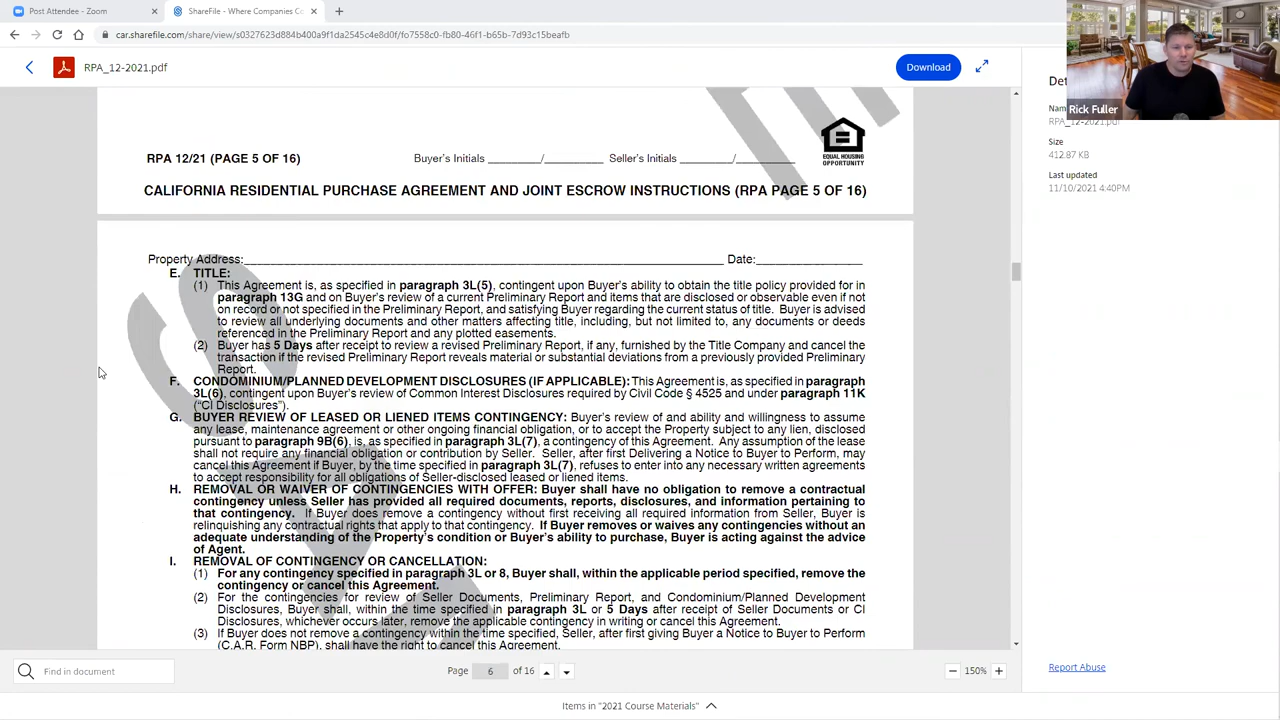 Post Attendee - Zoom
ShareFile - Where Companies Co
car.sharefile.com/share/view/s0327623d884b400a9f1da2545c4e8d0f/fo7558c0-fb80-46f1-b65b-7d93c15beafb
RPA_12-2021.pdf
Download
Rick Fuller
RPA_12-2021.pdf
Size
412.87 KB
Last updated
11/10/2021 4:40PM
EQUAL HOUSING
OPPORTUNITY
RPA 12/21 (PAGE 5 OF 16) Buyer's Initials ________/________ Seller's Initials ________/________
CALIFORNIA RESIDENTIAL PURCHASE AGREEMENT AND JOINT ESCROW INSTRUCTIONS (RPA PAGE 5 OF 16)
Property Address: ________ Date: ________
E. TITLE:
(1) This Agreement is, as specified in paragraph 3L(5), contingent upon Buyer's ability to obtain the title policy provided for in
paragraph 13G and on Buyer's review of a current Preliminary Report and items that are disclosed or observable even if not
on record or not specified in the Preliminary Report, and satisfying Buyer regarding the current status of title. Buyer is advised
to review all underlying documents and other matters affecting title, including, but not limited to, any documents or deeds
referenced in the Preliminary Report and any plotted easements.
(2) Buyer has 5 Days after receipt to review a revised Preliminary Report, if any, furnished by the Title Company and cancel the
transaction if the revised Preliminary Report reveals material or substantial deviations from a previously provided Preliminary
Report.
F. CONDOMINIUM/PLANNED DEVELOPMENT DISCLOSURES (IF APPLICABLE): This Agreement is, as specified in paragraph
3L(6), contingent upon Buyer's review of Common Interest Disclosures required by Civil Code § 4525 and under paragraph 11K
("CI Disclosures").
G. BUYER REVIEW OF LEASED OR LIENED ITEMS CONTINGENCY: Buyer's review of and ability and willingness to assume
any lease, maintenance agreement or other ongoing financial obligation, or to accept the Property subject to any lien, disclosed
pursuant to paragraph 9B(6), is, as specified in paragraph 3L(7), a contingency of this Agreement. Any assumption of the lease
shall not require any financial obligation or contribution by Seller. Seller, after first Delivering a Notice to Buyer to Perform, may
cancel this Agreement if Buyer, by the time specified in paragraph 3L(7), refuses to enter into any necessary written agreements
to accept responsibility for all obligations of Seller-disclosed leased or liened items.
H. REMOVAL OR WAIVER OF CONTINGENCIES WITH OFFER: Buyer shall have no obligation to remove a contractual
contingency unless Seller has provided all required documents, reports, disclosures, and information pertaining to
that contingency. If Buyer does remove a contingency without first receiving all required information from Seller, Buyer is
relinquishing any contractual rights that apply to that contingency. If Buyer removes or waives any contingencies without an
adequate understanding of the Property's condition or Buyer's ability to purchase, Buyer is acting against the advice
of Agent.
I. REMOVAL OF CONTINGENCY OR CANCELLATION:
(1) For any contingency specified in paragraph 3L or 8, Buyer shall, within the applicable period specified, remove the
contingency or cancel this Agreement.
(2) For the contingencies for review of Seller Documents, Preliminary Report, and Condominium/Planned Development
Disclosures, Buyer shall, within the time specified in paragraph 3L or 5 Days after receipt of Seller Documents or CI
Disclosures, whichever occurs later, remove the applicable contingency in writing or cancel this Agreement.
(3) If Buyer does not remove a contingency within the time specified, Seller, after first giving Buyer a Notice to Buyer to Perform
(C.A.R. Form NBP), shall have the right to cancel this Agreement.
Find in document
Page 6 of 16
150%
Report Abuse
Items in "2021 Course Materials"